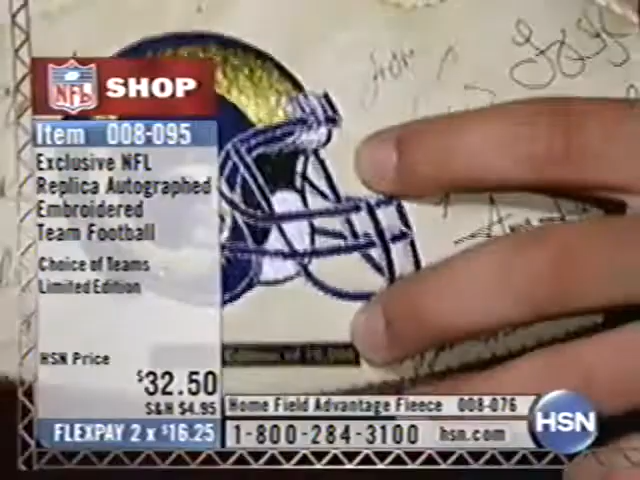 NFL SHOP
Item 008-095
Exclusive NFL
Replica Autographed
Embroidered
Team Football
Choice of Teams
Limited Edition
HSN Price
$32.50
S&H $4.95
FLEXPAY 2 x $16.25
Home Field Advantage Fleece 008-076
1-800-284-3100 hsn.com
HSN